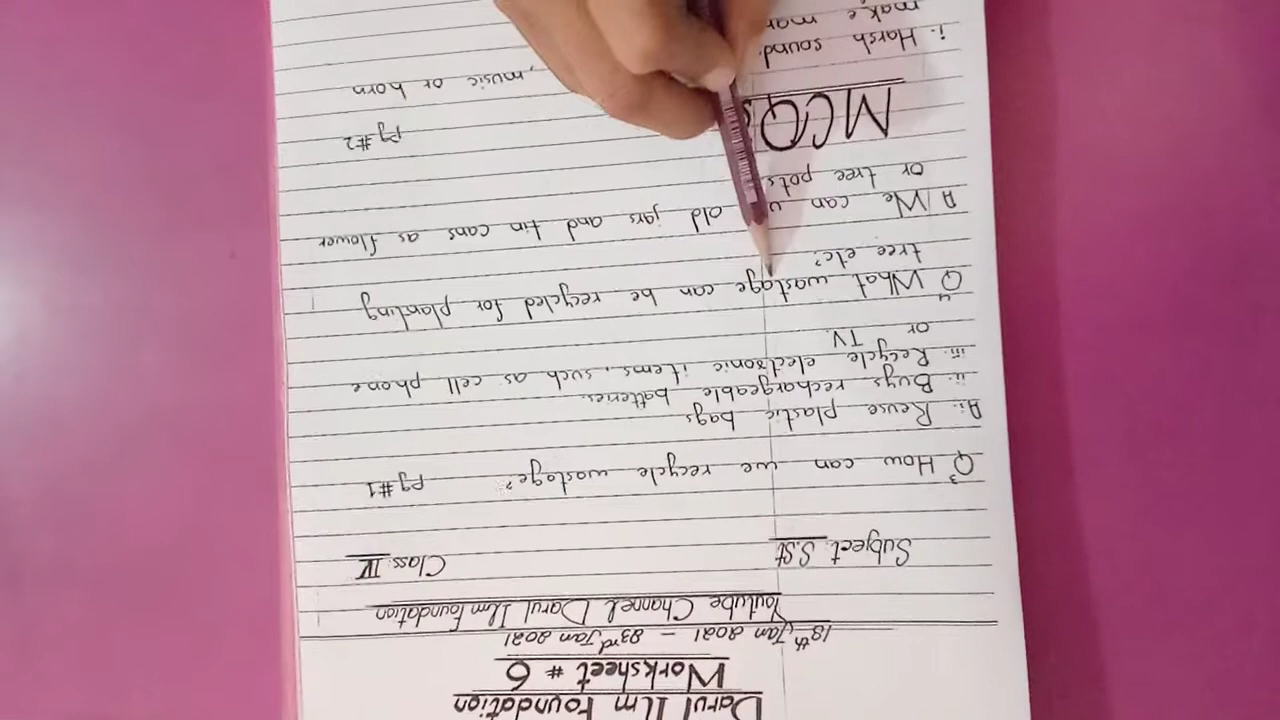 Darul Ilm Foundation
Worksheet # 6
18th Jan 2021 – 23rd Jan 2021
Youtube Channel Darul Ilm Foundation
Subject: S.St Class: IV
Q3 How can we recycle wastage? Pg #1
A i. Reuse plastic bags
ii. Buys rechargeable batteries.
iii. Recycle electronic items, such as cell phone
or TV.
Q4 What wastage can be recycled for planting
tree etc?
A We can old jars and tin cans as flower
or tree pots
Pg #2
MCQs
i. Harsh sound , music or horn
make